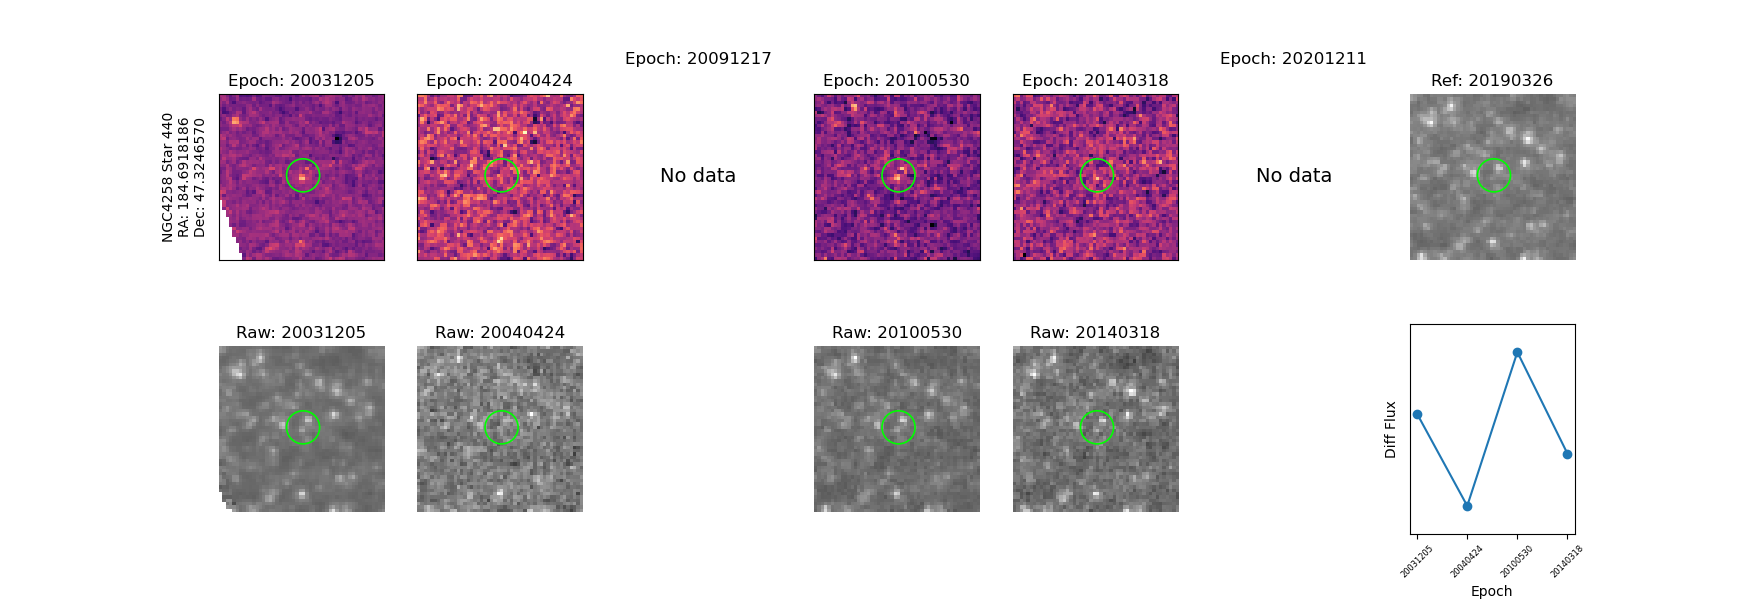 Epoch: 20091217
Epoch: 20201211
Epoch: 20031205
Epoch: 20040424
Epoch: 20100530
Epoch: 20140318
Ref: 20190326
NGC4258 Star 440
RA: 184.6918186
Dec: 47.3246570
No data
No data
Raw: 20031205
Raw: 20040424
Raw: 20100530
Raw: 20140318
Diff Flux
20031205
20040424
20100530
20140318
Epoch